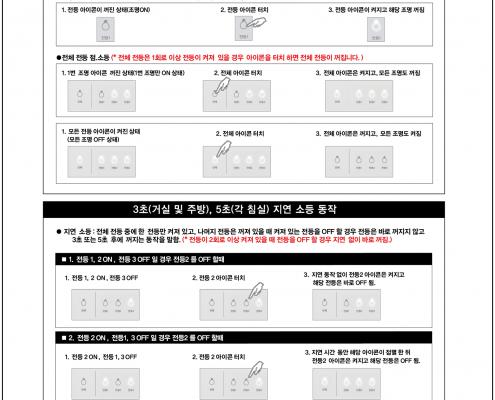 1. 전등 아이콘이 꺼진 상태(조명ON)
2. 전등 아이콘 터치
3. 전등 아이콘이 켜지고 해당 조명 꺼짐
●전체 전등 점.소등 (* 전체 전등은 1회로 이상 전등이 켜져 있을 경우 아이콘을 터치 하면 전체 전등이 꺼집니다.)
1. 1번 조명 아이콘 꺼진 상태(1번 조명만 ON 상태)
2. 전체 아이콘 터치
3. 전체 아이콘은 켜지고, 모든 조명도 꺼짐
1. 모든 전등 아이콘이 켜진 상태
(모든 조명 OFF 상태)
2. 전체 아이콘 터치
3. 전체 아이콘은 꺼지고, 모든 조명도 켜짐
3초(거실 및 주방), 5초(각 침실) 지연 소등 동작
● 지연 소등 : 전체 전등 중에 한 전등만 켜져 있고, 나머지 전등은 꺼져 있을 때 켜져 있는 전등을 OFF 할 경우 전등은 바로 꺼지지 않고
3초 또는 5초 후에 꺼지는 동작을 말함. (* 전등이 2회로 이상 켜져 있을 때 전등을 OFF 할 경우 지연 없이 바로 꺼짐.)
■ 1. 전등 1, 2 ON , 전등 3 OFF 일 경우 전등2 를 OFF 할때
1. 전등 1, 2 ON , 전등 3 OFF
2. 전등 2 아이콘 터치
3. 지연 동작 없이 전등2 아이콘은 켜지고
해당 전등은 바로 OFF 됨.
■ 2. 전등 2 ON , 전등1, 3 OFF 일 경우 전등2를 OFF 할때
1. 전등 2 ON , 전등 1, 3 OFF
2. 전등 2 아이콘 터치
3. 지연 시간 동안 해당 아이콘이 점멸 한 뒤
전등2 아이콘은 켜지고 해당 전등은 OFF 됨.